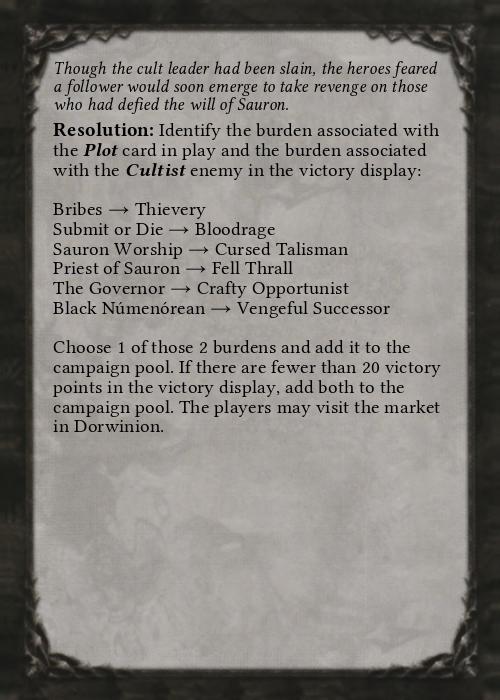 Though the cult leader had been slain, the heroes feared
a follower would soon emerge to take revenge on those
who had defied the will of Sauron.
Resolution: Identify the burden associated with
the Plot card in play and the burden associated
with the Cultist enemy in the victory display:
Bribes → Thievery
Submit or Die → Bloodrage
Sauron Worship → Cursed Talisman
Priest of Sauron → Fell Thrall
The Governor → Crafty Opportunist
Black Númenórean → Vengeful Successor
Choose 1 of those 2 burdens and add it to the
campaign pool. If there are fewer than 20 victory
points in the victory display, add both to the
campaign pool. The players may visit the market
in Dorwinion.